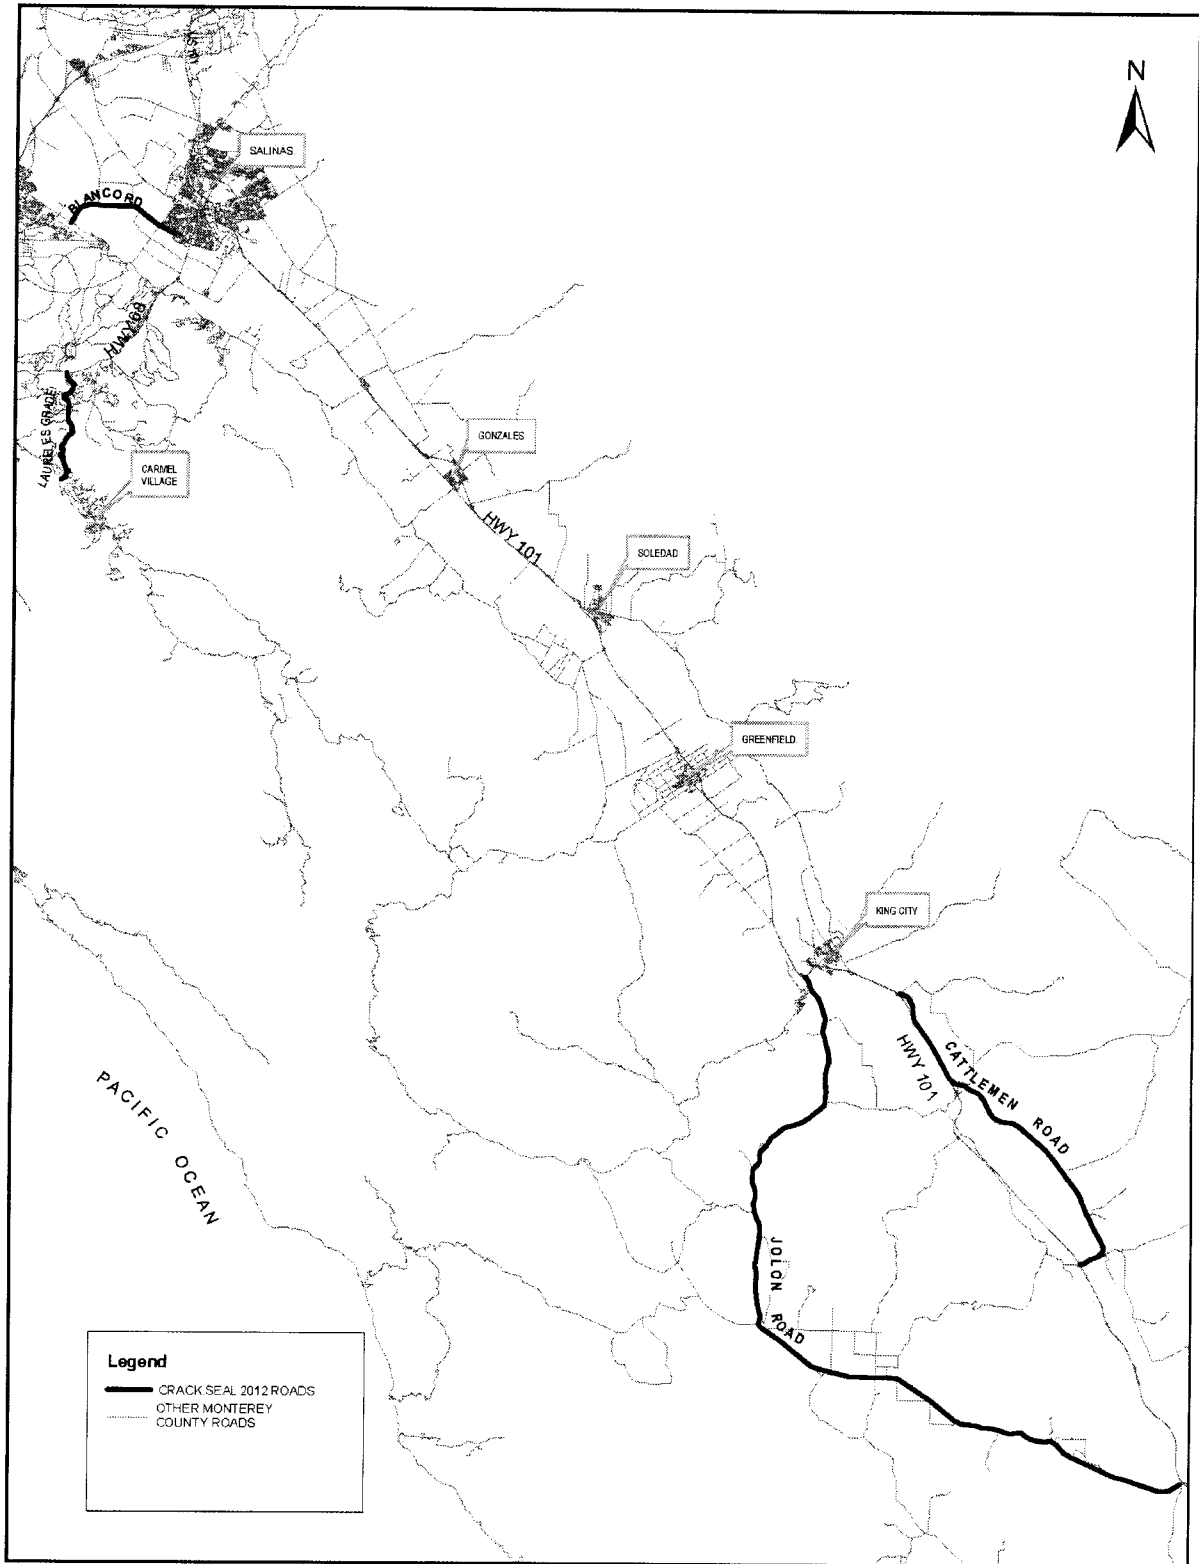 N
SALINAS
BLANCO RD
HWY 68
LAURELES GRADE
GONZALES
CARMEL
VILLAGE
HWY 101
SOLEDAD
GREENFIELD
KING CITY
CATTLEMEN ROAD
HWY 101
PACIFIC OCEAN
JOLON ROAD
Legend
CRACK SEAL 2012 ROADS
OTHER MONTEREY
COUNTY ROADS